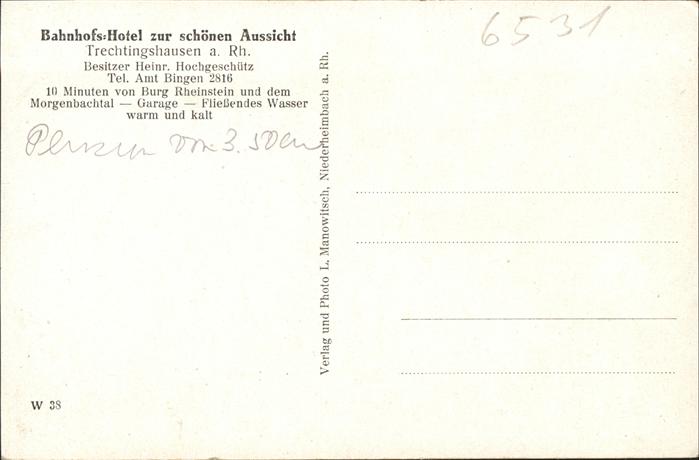 Bahnhofs-Hotel zur schönen Aussicht
Trechtingshausen a. Rh.
Besitzer Heinr. Hochgeschütz
Tel. Amt Bingen 2816
10 Minuten von Burg Rheinstein und dem
Morgenbachtal — Garage — Fließendes Wasser
warm und kalt
Pension von 3.50 an
Verlag und Photo L. Manowitsch, Niederheimbach a. Rh.
6531
W 38